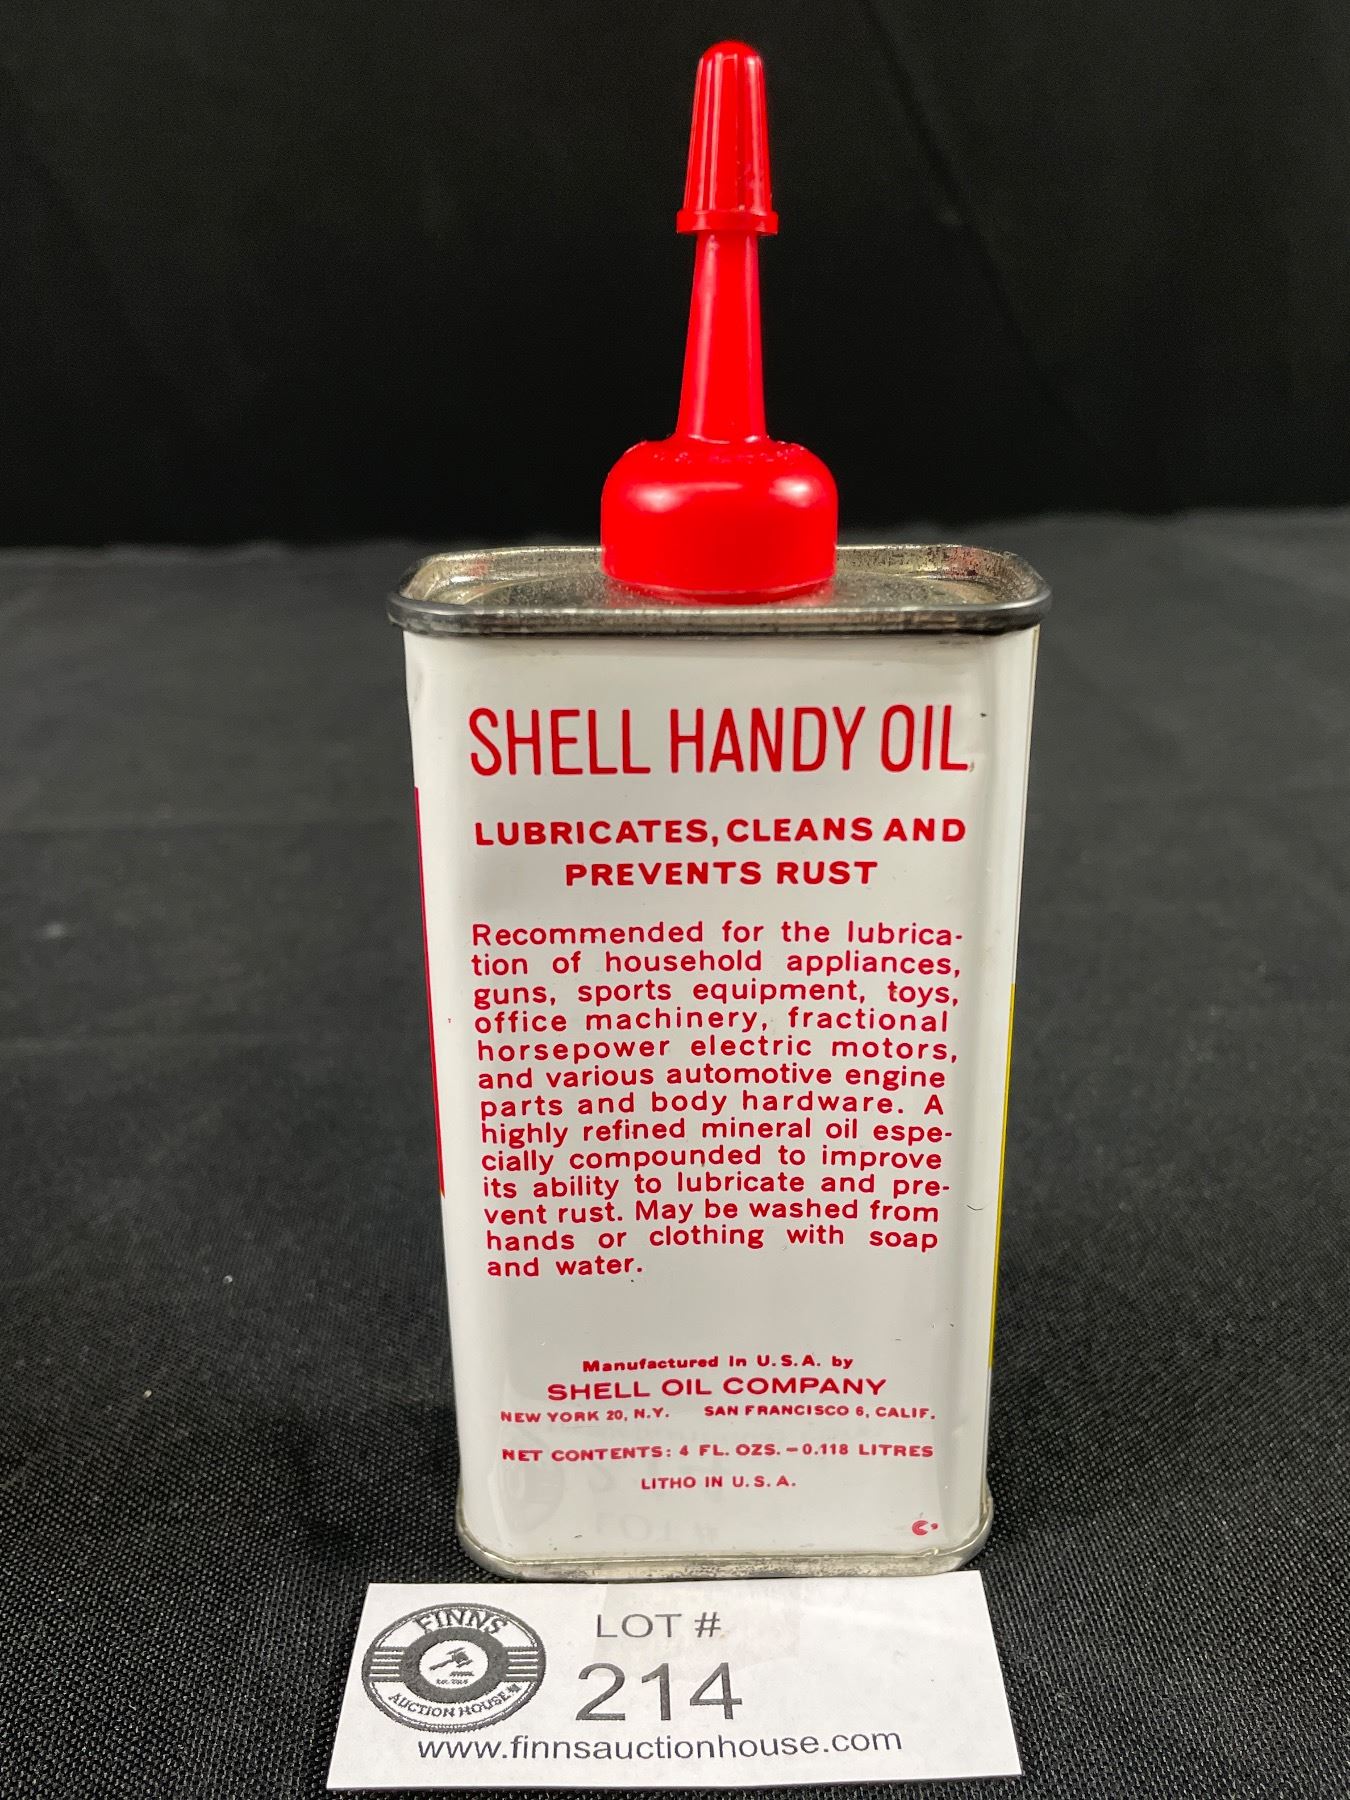 SHELL HANDY OIL
LUBRICATES, CLEANS AND
PREVENTS RUST
Recommended for the lubrica-
tion of household appliances,
guns, sports equipment, toys,
office machinery, fractional
horsepower electric motors,
and various automotive engine
parts and body hardware. A
highly refined mineral oil espe-
cially compounded to improve
its ability to lubricate and pre-
vent rust. May be washed from
hands or clothing with soap
and water.
Manufactured in U.S.A. by
SHELL OIL COMPANY
NEW YORK 20, N.Y. SAN FRANCISCO 6, CALIF.
NET CONTENTS: 4 FL. OZS. – 0.118 LITRES
LITHO IN U.S.A.
FINNS
AUCTION HOUSE
LOT #
214
www.finnsauctionhouse.com